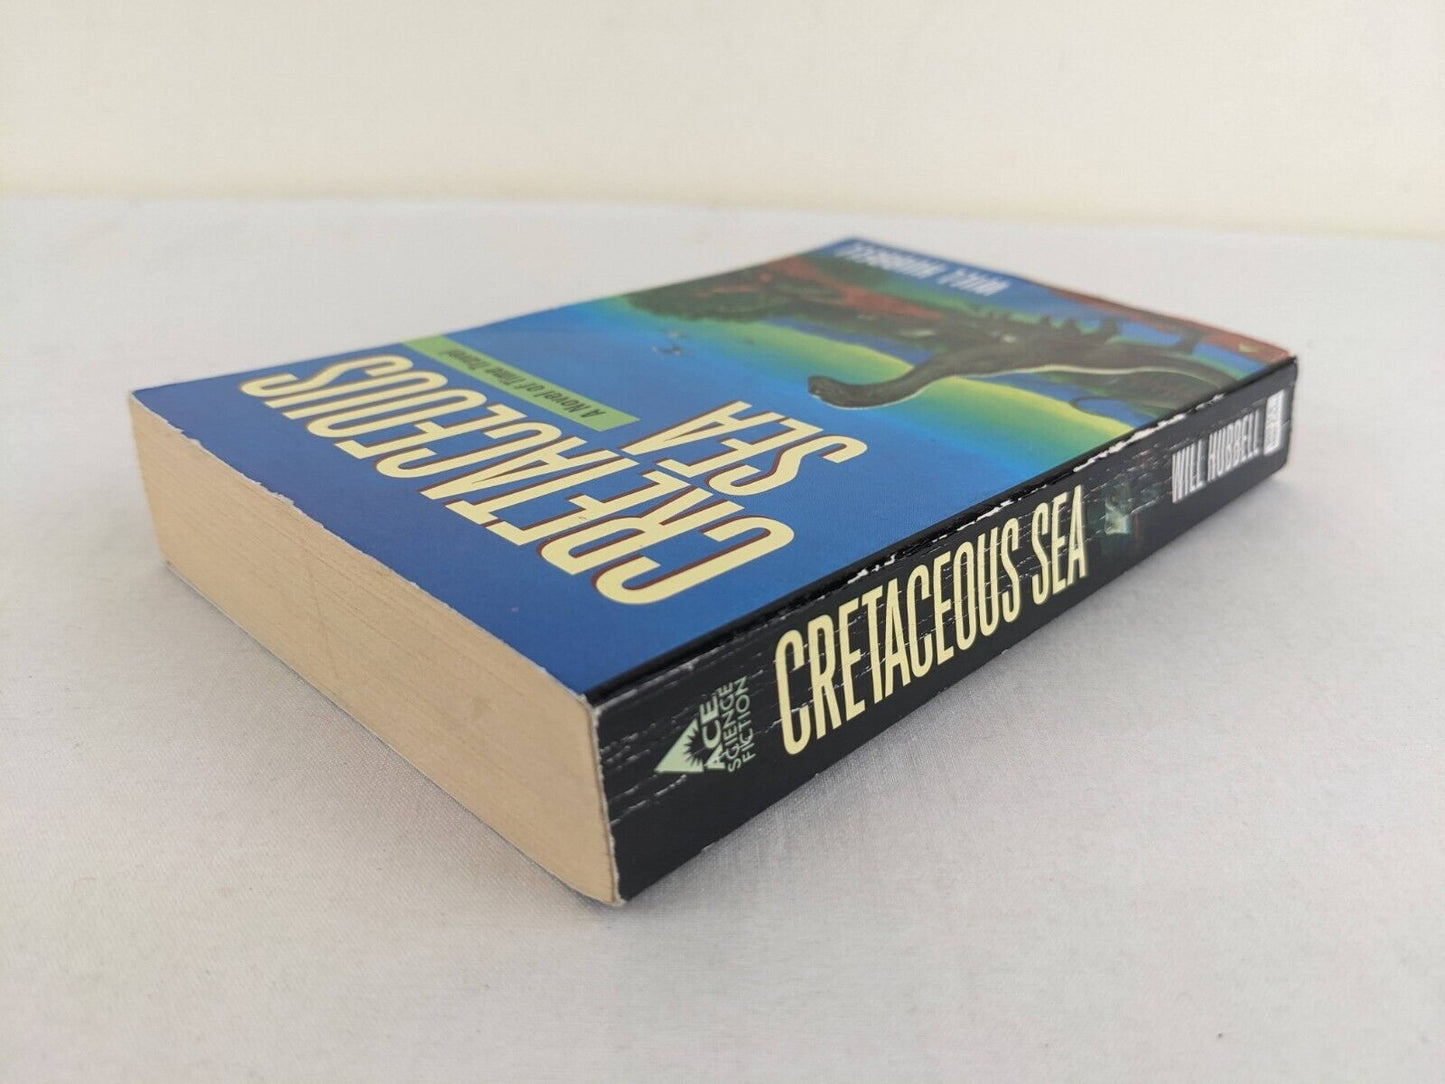 CRETACEOUS
SEA
A Novel of Time Travel
WILL HUBBELL
ACE
SCIENCE
FICTION
CRETACEOUS SEA
WILL HUBBELL